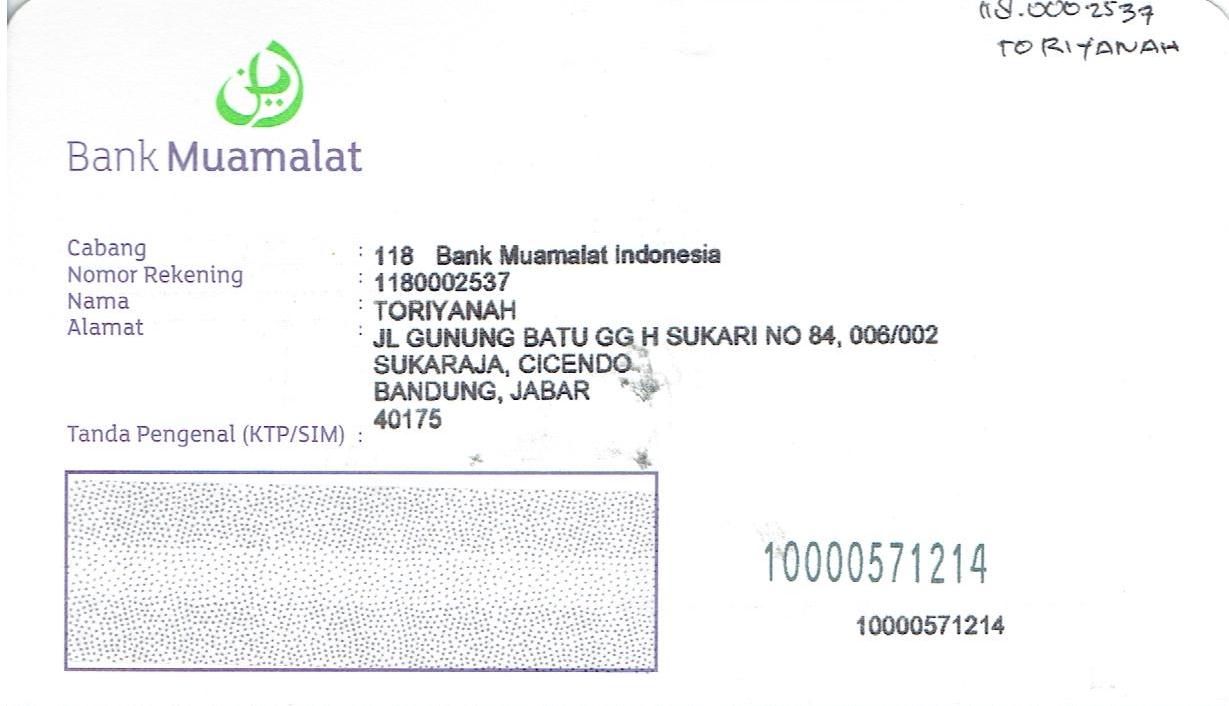 118.0002537
TORIYANAH
Bank Muamalat
Cabang : 118 Bank Muamalat Indonesia
Nomor Rekening : 1180002537
Nama : TORIYANAH
Alamat : JL GUNUNG BATU GG H SUKARI NO 84, 006/002
SUKARAJA, CICENDO
BANDUNG, JABAR
40175
Tanda Pengenal (KTP/SIM) :
10000571214
10000571214